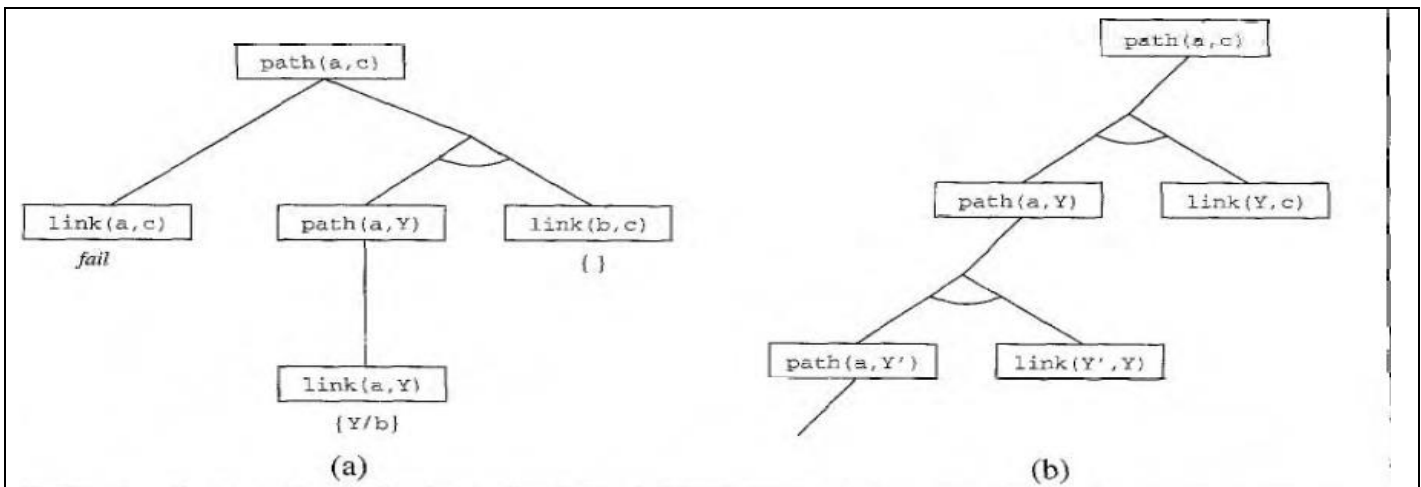 path(a,c)
link(a,c)
path(a,Y)
link(b,c)
fail
{ }
link(a,Y)
{Y/b}
(a)
path(a,c)
path(a,Y)
link(Y,c)
path(a,Y')
link(Y',Y)
(b)